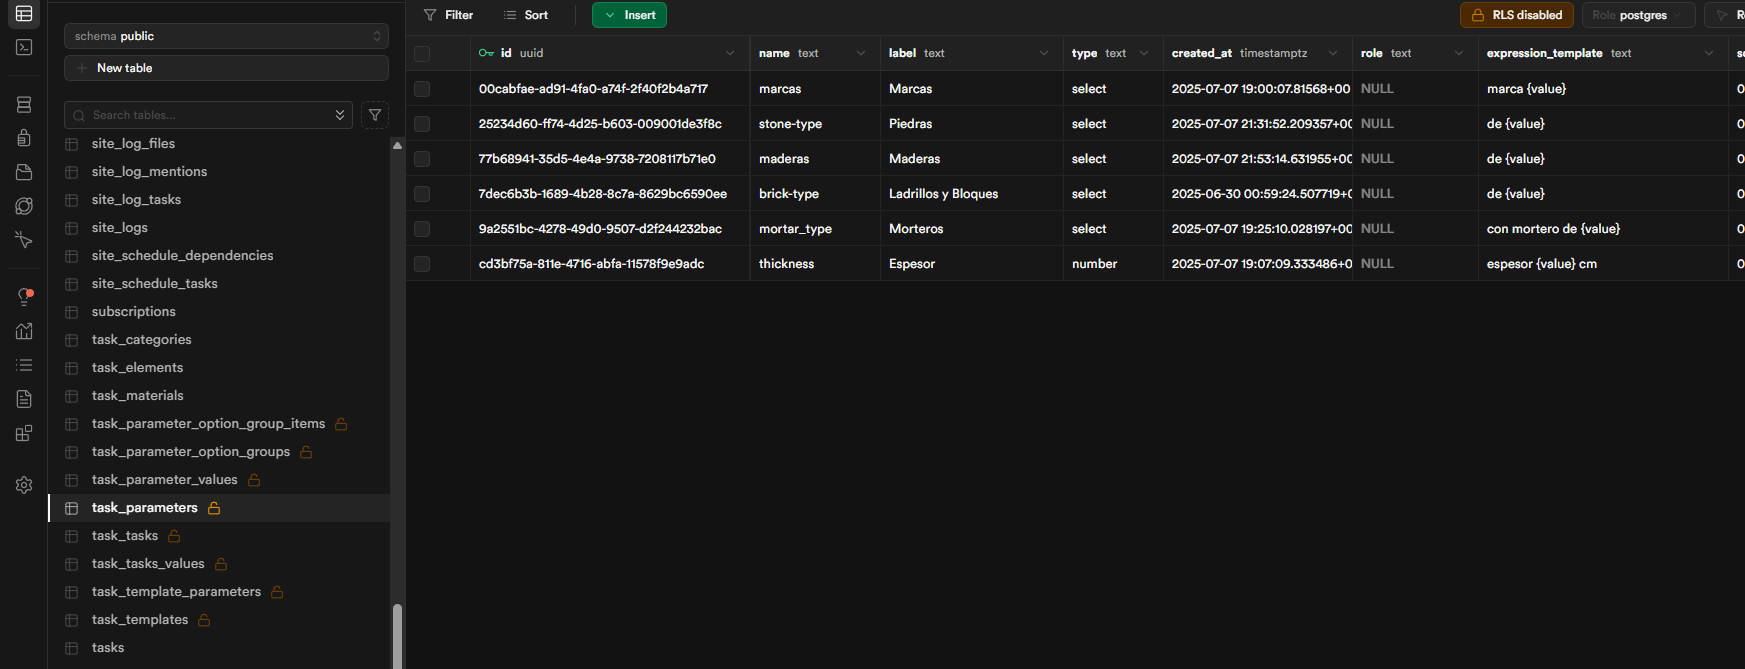 schema public
New table
Search tables...
site_log_files
site_log_mentions
site_log_tasks
site_logs
site_schedule_dependencies
site_schedule_tasks
subscriptions
task_categories
task_elements
task_materials
task_parameter_option_group_items
task_parameter_option_groups
task_parameter_values
task_parameters
task_tasks
task_tasks_values
task_template_parameters
task_templates
tasks
Filter Sort Insert RLS disabled Role postgres
id uuid name text label text type text created_at timestamptz role text expression_template text
00cabfae-ad91-4fa0-a74f-2f40f2b4a717 marcas Marcas select 2025-07-07 19:00:07.81568+00 NULL marca {value} 0
25234d60-ff74-4d25-b603-009001de3f8c stone-type Piedras select 2025-07-07 21:31:52.209357+00 NULL de {value} 0
77b68941-35d5-4e4a-9738-7208117b71e0 maderas Maderas select 2025-07-07 21:53:14.631955+00 NULL de {value} 0
7dec6b3b-1689-4b28-8c7a-8629bc6590ee brick-type Ladrillos y Bloques select 2025-06-30 00:59:24.507719+0 NULL de {value} 0
9a2551bc-4278-49d0-9507-d2f244232bac mortar_type Morteros select 2025-07-07 19:25:10.028197+00 NULL con mortero de {value} 0
cd3bf75a-811e-4716-abfa-11578f9e9adc thickness Espesor number 2025-07-07 19:07:09.333486+0 NULL espesor {value} cm 0